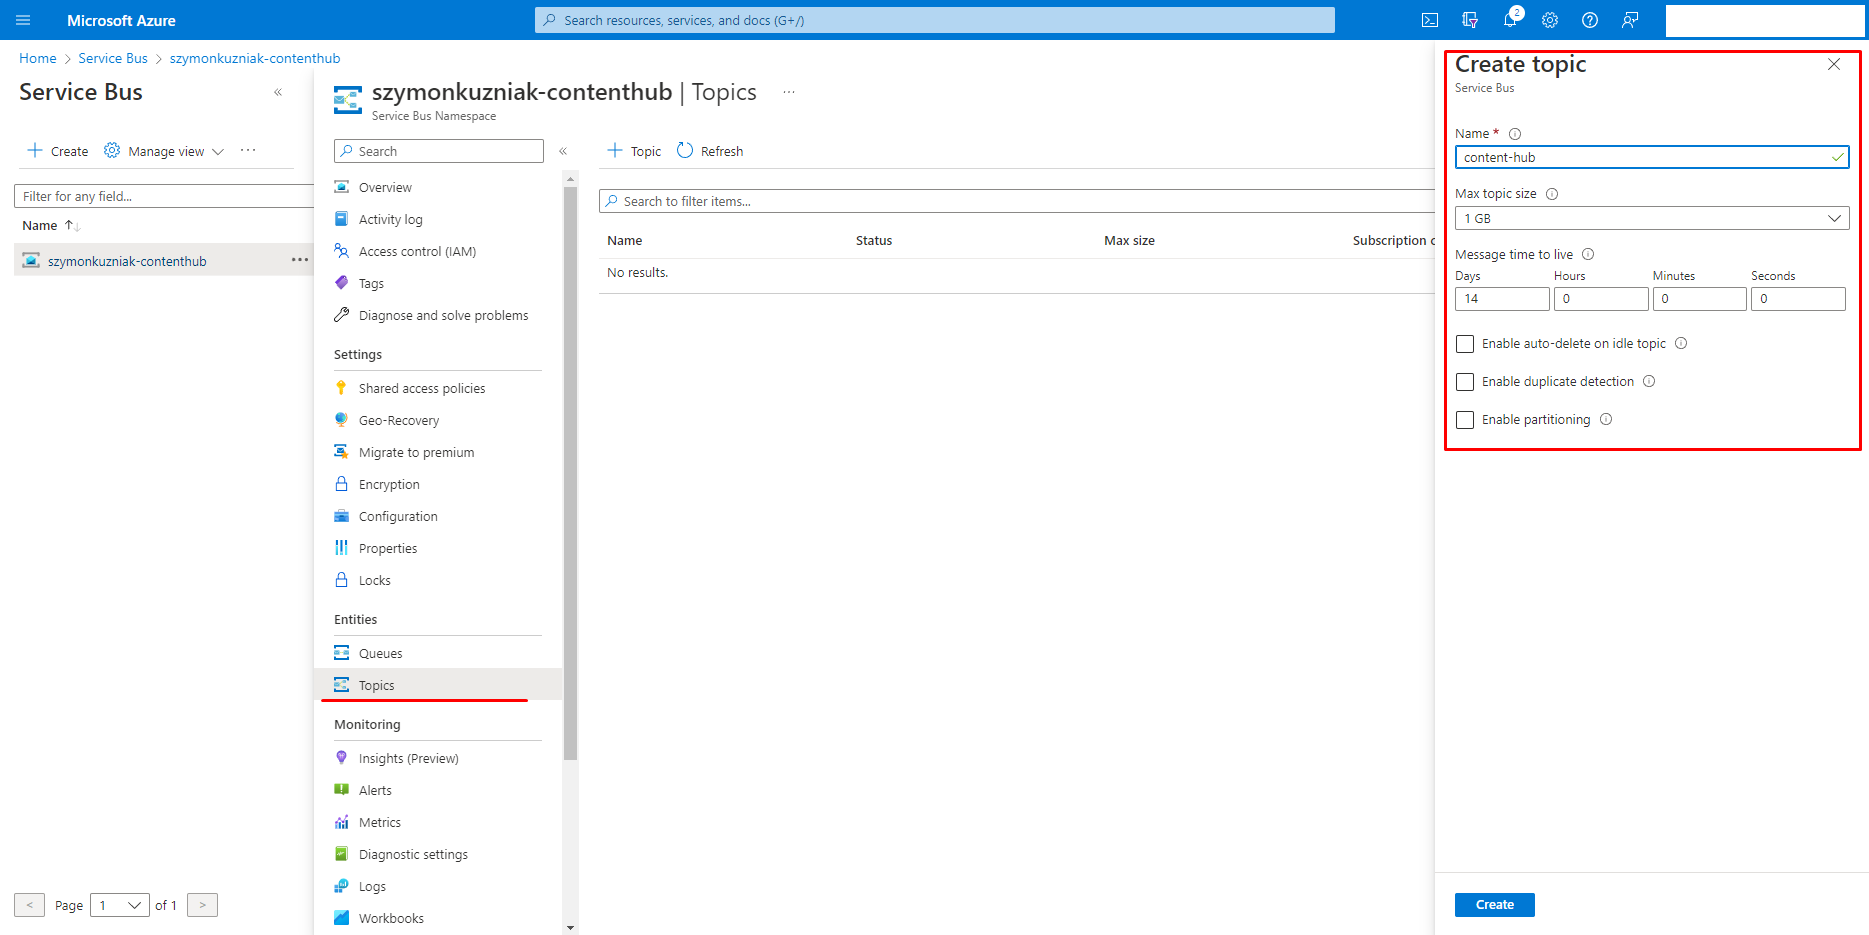 Microsoft Azure
Search resources, services, and docs (G+/)
2
Home > Service Bus > szymonkuzniak-contenthub
Service Bus
«
+ Create Manage view ···
Filter for any field...
Name ↑↓
szymonkuzniak-contenthub ···
< Page 1 of 1 >
szymonkuzniak-contenthub | Topics ···
Service Bus Namespace
Search «
Overview
Activity log
Access control (IAM)
Tags
Diagnose and solve problems
Settings
Shared access policies
Geo-Recovery
Migrate to premium
Encryption
Configuration
Properties
Locks
Entities
Queues
Topics
Monitoring
Insights (Preview)
Alerts
Metrics
Diagnostic settings
Logs
Workbooks
+ Topic Refresh
Search to filter items...
Name Status Max size Subscription c
No results.
Create topic
Service Bus
Name *
content-hub
Max topic size
1 GB
Message time to live
Days Hours Minutes Seconds
14 0 0 0
Enable auto-delete on idle topic
Enable duplicate detection
Enable partitioning
Create